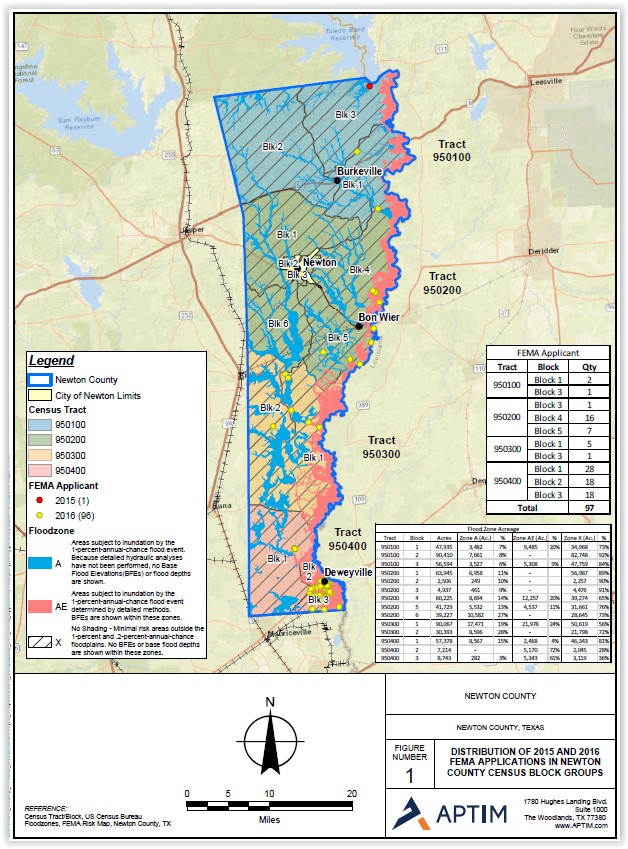 Toledo Bend
Reservoir
Four Winds
Cherokee
Sdata
147
111
Angelina
National
Forest
Leesville
Sam Rayburn
Reservoir
Blk 3
63
255
Blk 2
Tract
950100
Burkeville
Blk 1
Jasper
Blk 1
Deridder
Blk 2 Newton
Blk 3
Blk 4
Tract
950200
252
27
Blk 6
Bon Wier
Blk 5
Louisiana
110
Legend
Newton County
City of Newton Limits
Census Tract
950100
950200
950300
950400
FEMA Applicant
2015 (1)
2016 (96)
Floodzone
A
Areas subject to inundation by the
1-percent-annual-chance flood event.
Because detailed hydraulic analyses
have not been performed, no Base
Flood Elevations(BFEs) or flood depths
are shown.
AE
Areas subject to inundation by the
1-percent-annual-chance flood event
determined by detailed methods.
BFEs are shown within these zones.
X
No Shading - Minimal risk areas outside the
1-percent and .2-percent-annual-chance
floodplains. No BFEs or base flood depths
are shown within these zones.
389
Blk 2
96
Tract
950300
Blk 1
109
Tract
950400
Blk 1
Blk
2
Deweyville
Blk 3
Mauriceville
FEMA Applicant
Tract Block Qty
950100 Block 1 2
Block 3 1
950200 Block 3 1
Block 4 16
Block 5 7
950300 Block 1 5
Block 3 1
950400 Block 1 28
Block 2 18
Block 3 18
Total 97
Flood Zone Acreage
Tract Block Acres Zone A (Ac.) % Zone AE (Ac.) % Zone X (Ac.) %
950100 1 47,935 3,482 7% 9,485 20% 34,968 73%
950100 2 90,410 7,661 8% - 82,748 92%
950100 3 56,594 3,527 6% 5,308 9% 47,759 84%
950200 1 63,945 6,958 11% - 56,987 89%
950200 2 2,506 249 10% - 2,257 90%
950200 3 4,937 461 9% - 4,476 91%
950200 4 60,225 8,694 14% 12,257 20% 39,274 65%
950200 5 41,729 5,532 13% 4,537 11% 31,661 76%
950200 6 39,227 10,582 27% - 28,645 73%
950300 1 90,067 17,471 19% 21,978 24% 50,619 56%
950300 2 30,393 8,596 28% - 21,798 72%
950400 1 57,378 8,567 15% 2,468 4% 46,343 81%
950400 2 7,214 - 5,170 72% 2,045 28%
950400 3 8,743 282 3% 5,343 61% 3,119 36%
NEWTON COUNTY
NEWTON COUNTY, TEXAS
FIGURE
NUMBER
1
DISTRIBUTION OF 2015 AND 2016
FEMA APPLICATIONS IN NEWTON
COUNTY CENSUS BLOCK GROUPS
APTIM
1780 Hughes Landing Blvd.
Suite 1000
The Woodlands, TX 77380
www.APTIM.com
N
0 5 10 20
Miles
REFERENCE:
Census Tract/Block, US Census Bureau
Floodzones, FEMA Risk Map, Newton County, TX